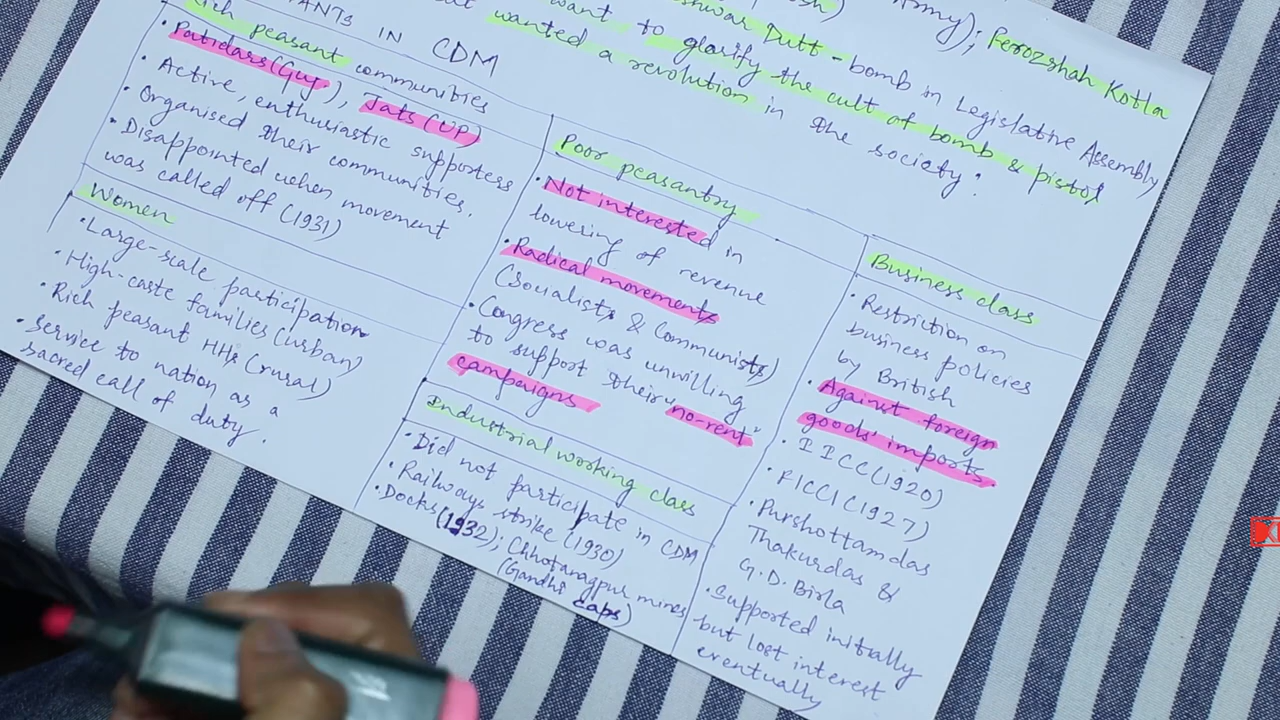 Army); Ferozshah Kotla
eshwar Dutt - bomb in Legislative Assembly
want to glorify the cult of bomb & pistol
wanted a revolution in the society:
ANTs IN CDM
Rich peasant communities
• Patidars (Guj), Jats (UP)
• Active, enthusiastic supporters
• Organised their communities.
• Disappointed when movement
was called off (1931)
Women
• Large-scale participation
• High-caste families (urban)
• Rich peasant HHs (rural)
• Service to nation as a
sacred call of duty.
Poor peasantry
• Not interested in
lowering of revenue
• Radical movements
(Socialists & Communists)
• Congress was unwilling
to support their "no-rent"
campaigns
Industrial working class
• Did not participate in CDM
• Railways strike (1930)
• Docks (1932); Chhotanagpur mines
(Gandhi caps)
Business class
• Restriction on
business policies
by British
• Against foreign
goods' imports.
• IICC (1920)
• FICCI (1927)
• Purshottamdas
Thakurdas &
G.D. Birla
• Supported initially
but lost interest
eventually